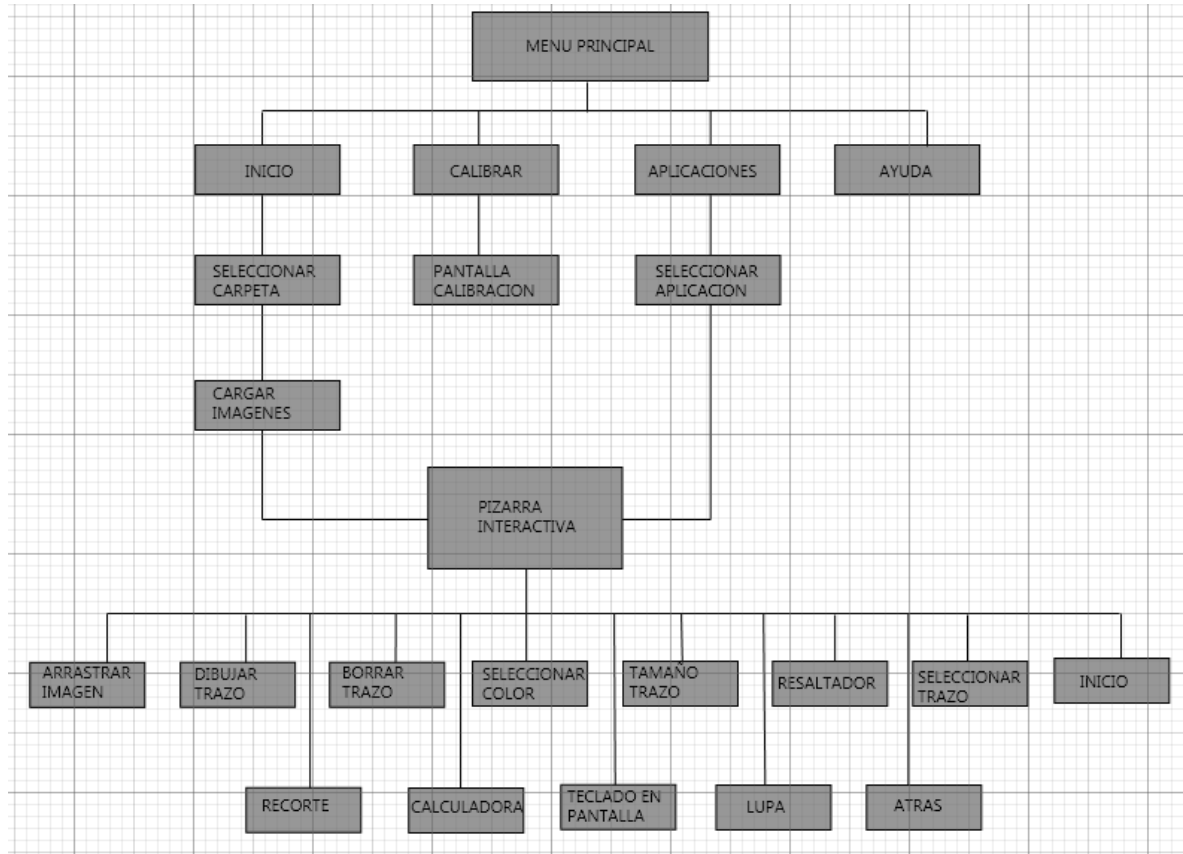 MENU PRINCIPAL
INICIO
CALIBRAR
APLICACIONES
AYUDA
SELECCIONAR
CARPETA
PANTALLA
CALIBRACION
SELECCIONAR
APLICACION
CARGAR
IMAGENES
PIZARRA
INTERACTIVA
ARRASTRAR
IMAGEN
DIBUJAR
TRAZO
BORRAR
TRAZO
SELECCIONAR
COLOR
TAMAÑO
TRAZO
RESALTADOR
SELECCIONAR
TRAZO
INICIO
RECORTE
CALCULADORA
TECLADO EN
PANTALLA
LUPA
ATRAS